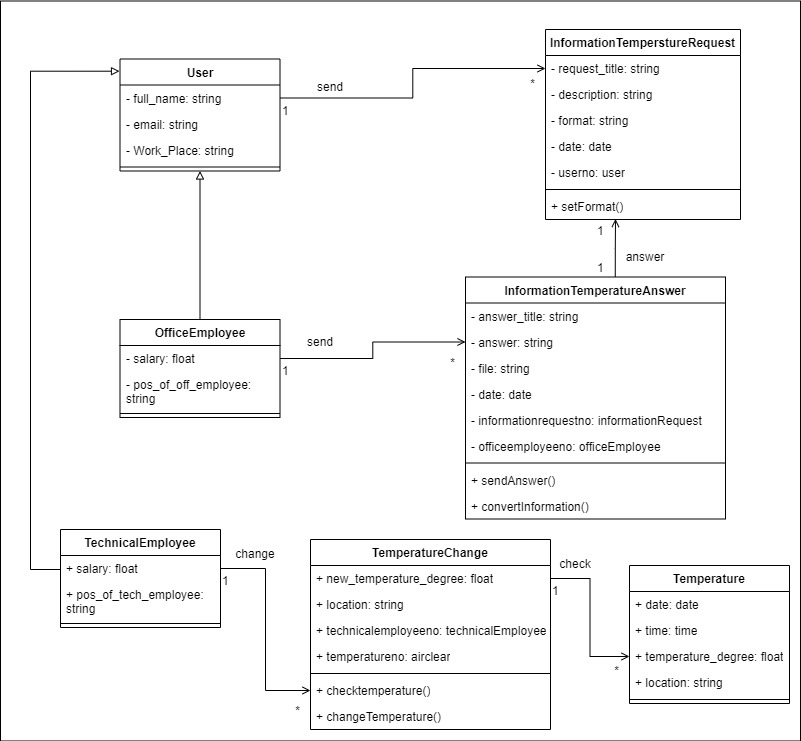 User
- full_name: string
- email: string
- Work_Place: string
send
1
*
InformationTemperstureRequest
- request_title: string
- description: string
- format: string
- date: date
- userno: user
+ setFormat()
1
answer
1
OfficeEmployee
- salary: float
- pos_of_off_employee:
string
send
1
*
InformationTemperatureAnswer
- answer_title: string
- answer: string
- file: string
- date: date
- informationrequestno: informationRequest
- officeemployeeno: officeEmployee
+ sendAnswer()
+ convertInformation()
TechnicalEmployee
+ salary: float
+ pos_of_tech_employee:
string
change
1
*
TemperatureChange
+ new_temperature_degree: float
+ location: string
+ technicalemployeeno: technicalEmployee
+ temperatureno: airclear
+ checktemperature()
+ changeTemperature()
check
1
*
Temperature
+ date: date
+ time: time
+ temperature_degree: float
+ location: string